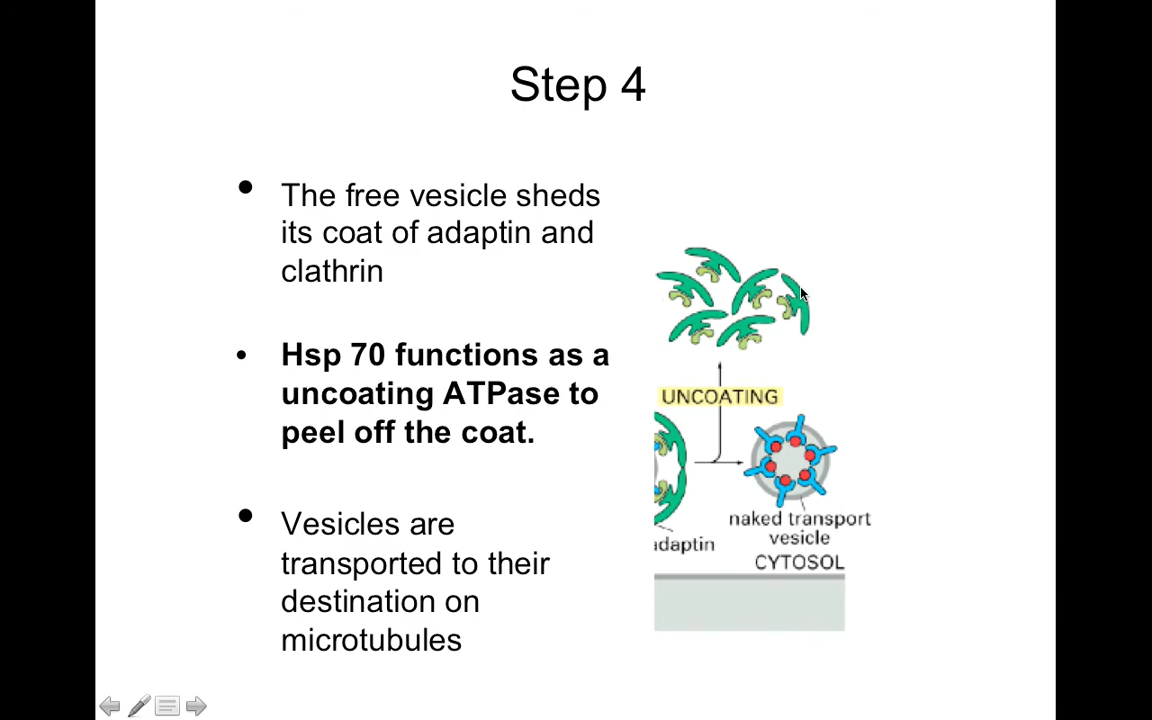 Step 4
• The free vesicle sheds
its coat of adaptin and
clathrin
• Hsp 70 functions as a
uncoating ATPase to
peel off the coat.
• Vesicles are
transported to their
destination on
microtubules
UNCOATING
adaptin
naked transport
vesicle
CYTOSOL